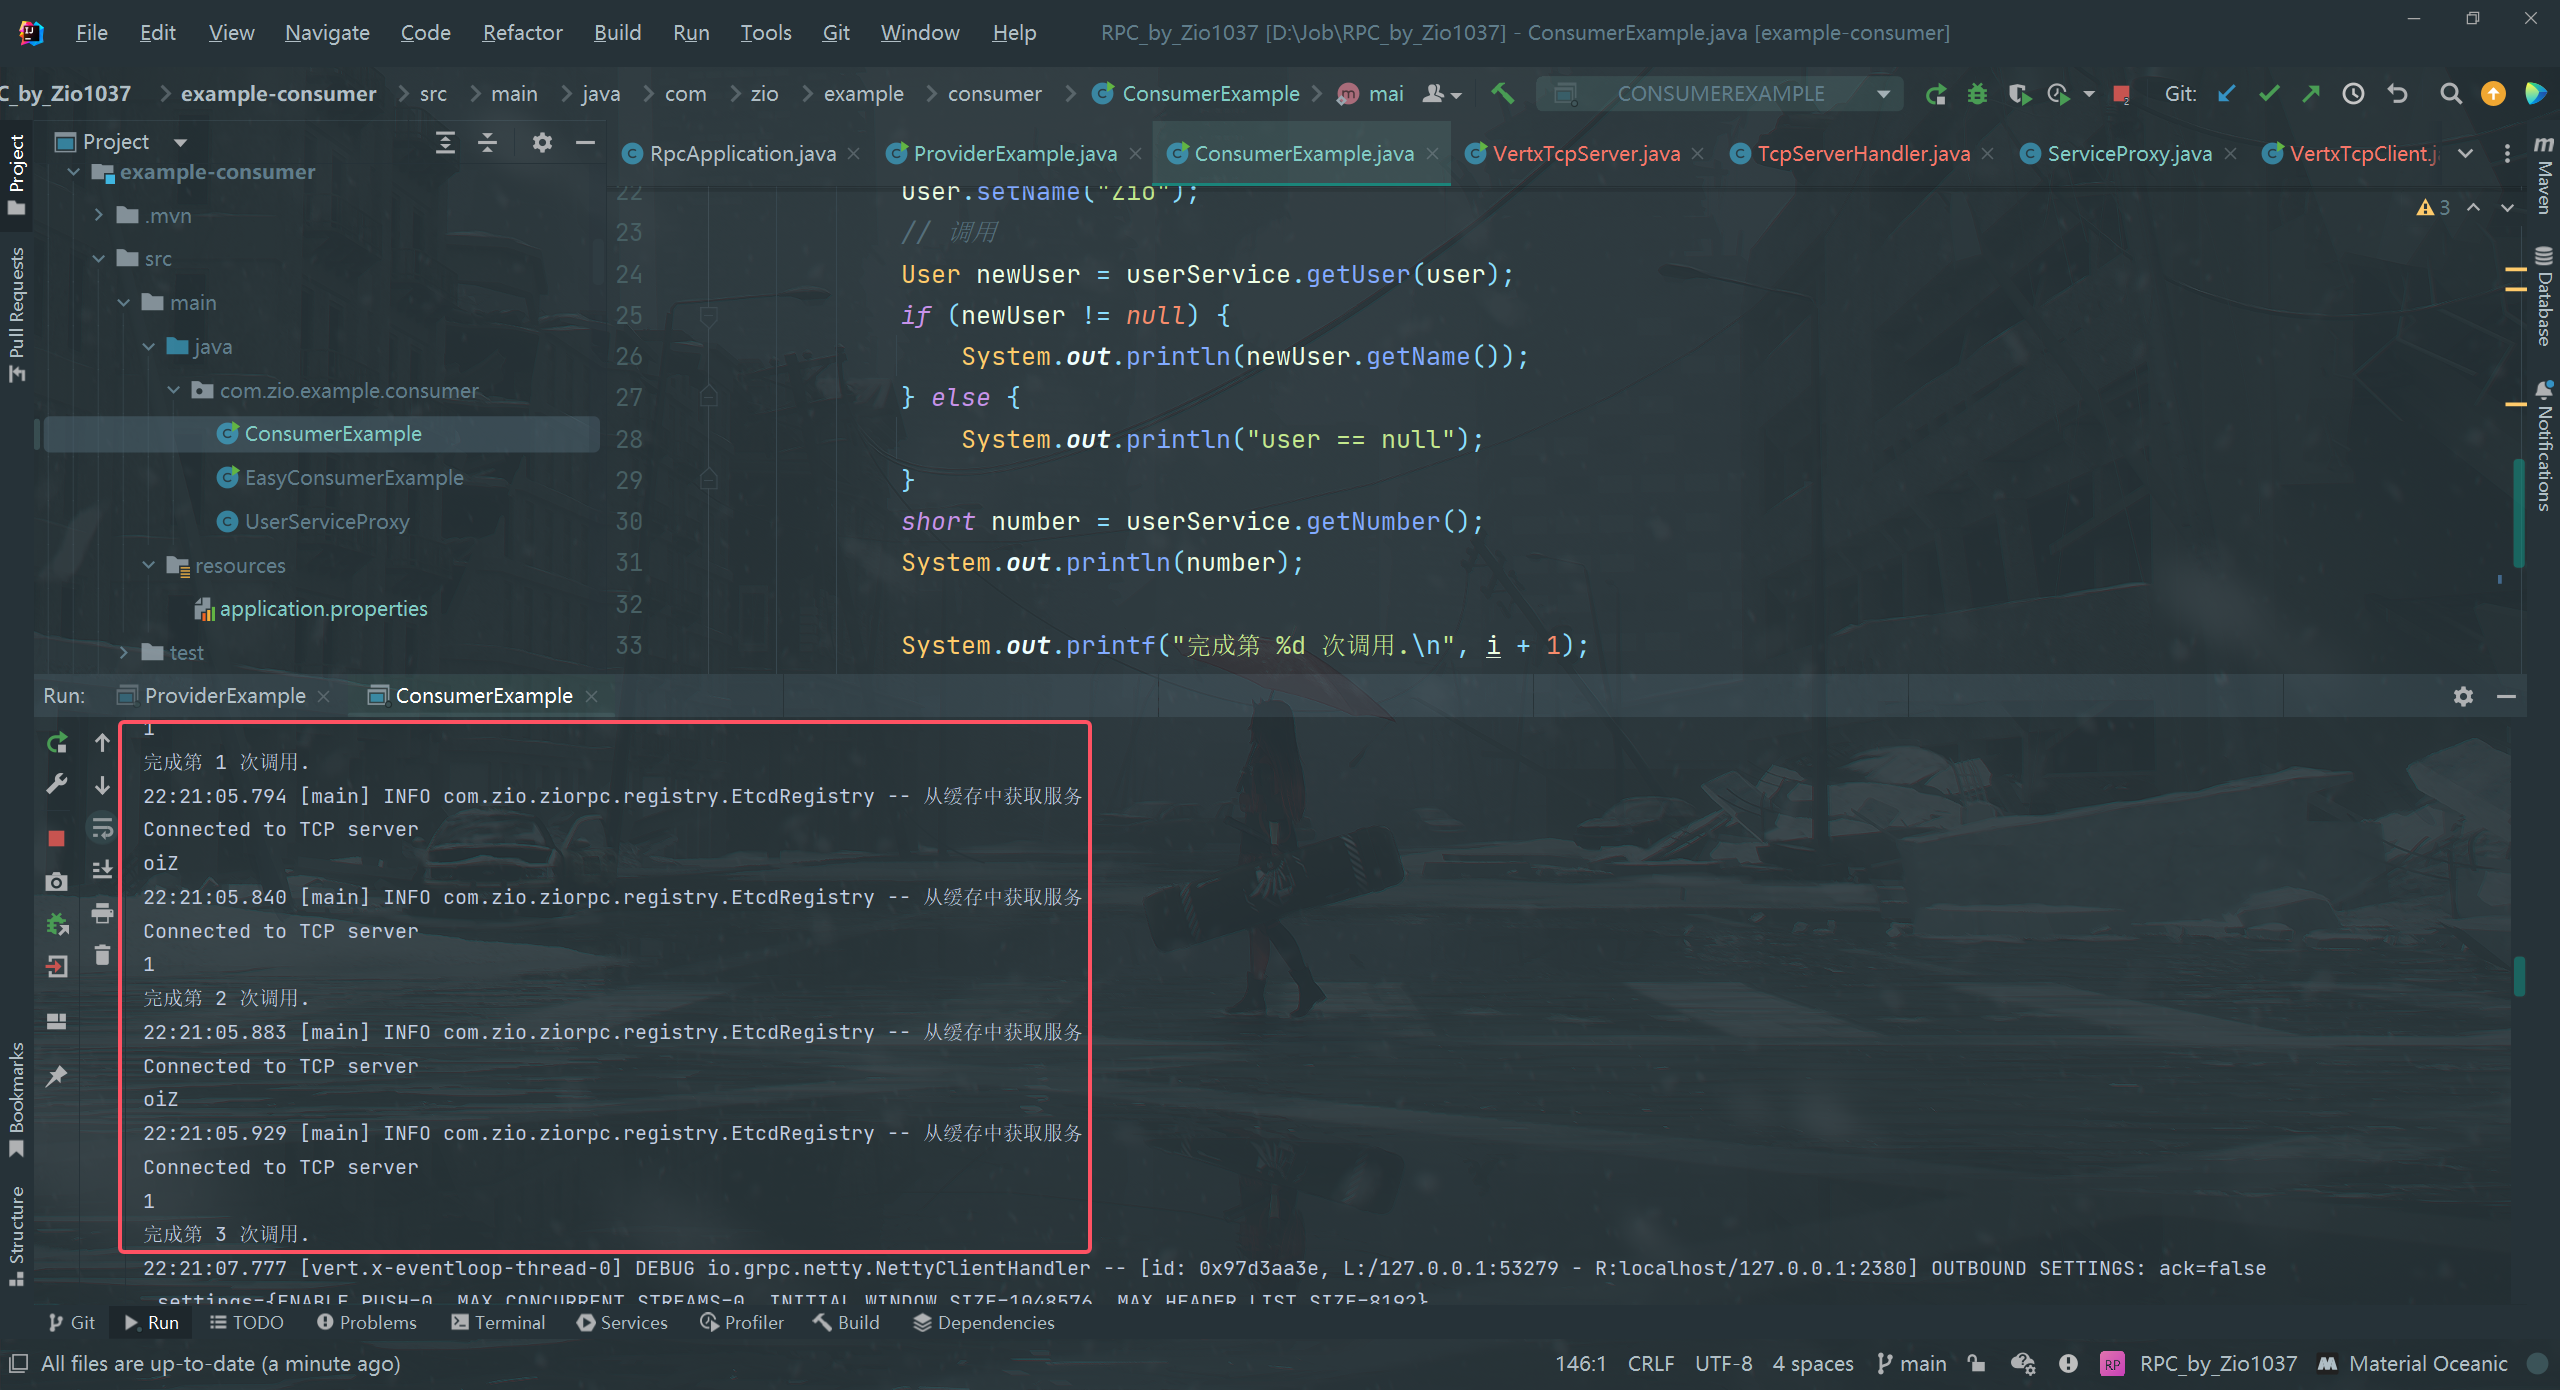 File Edit View Navigate Code Refactor Build Run Tools Git Window Help RPC_by_Zio1037 [D:\Job\RPC_by_Zio1037] - ConsumerExample.java [example-consumer]
C_by_Zio1037 example-consumer src main java com zio example consumer ConsumerExample mai CONSUMEREXAMPLE Git:
Project
RpcApplication.java ProviderExample.java ConsumerExample.java VertxTcpServer.java TcpServerHandler.java ServiceProxy.java VertxTcpClient.j
Project
Pull Requests
Bookmarks
Structure
Maven
Database
Notifications
example-consumer
.mvn
src
main
java
com.zio.example.consumer
ConsumerExample
EasyConsumerExample
UserServiceProxy
resources
application.properties
test
3
22 user.setName("Zio");
23 // 调用
24 User newUser = userService.getUser(user);
25 if (newUser != null) {
26 System.out.println(newUser.getName());
27 } else {
28 System.out.println("user == null");
29 }
30 short number = userService.getNumber();
31 System.out.println(number);
32
33 System.out.printf("完成第 %d 次调用.\n", i + 1);
Run: ProviderExample ConsumerExample
1
完成第 1 次调用.
22:21:05.794 [main] INFO com.zio.ziorpc.registry.EtcdRegistry -- 从缓存中获取服务
Connected to TCP server
oiZ
22:21:05.840 [main] INFO com.zio.ziorpc.registry.EtcdRegistry -- 从缓存中获取服务
Connected to TCP server
1
完成第 2 次调用.
22:21:05.883 [main] INFO com.zio.ziorpc.registry.EtcdRegistry -- 从缓存中获取服务
Connected to TCP server
oiZ
22:21:05.929 [main] INFO com.zio.ziorpc.registry.EtcdRegistry -- 从缓存中获取服务
Connected to TCP server
1
完成第 3 次调用.
22:21:07.777 [vert.x-eventloop-thread-0] DEBUG io.grpc.netty.NettyClientHandler -- [id: 0x97d3aa3e, L:/127.0.0.1:53279 - R:localhost/127.0.0.1:2380] OUTBOUND SETTINGS: ack=false
settings={ENABLE_PUSH=0, MAX_CONCURRENT_STREAMS=0, INITIAL_WINDOW_SIZE=1048576, MAX_HEADER_LIST_SIZE=8192}
Git Run TODO Problems Terminal Services Profiler Build Dependencies
All files are up-to-date (a minute ago) 146:1 CRLF UTF-8 4 spaces main RP RPC_by_Zio1037 Material Oceanic